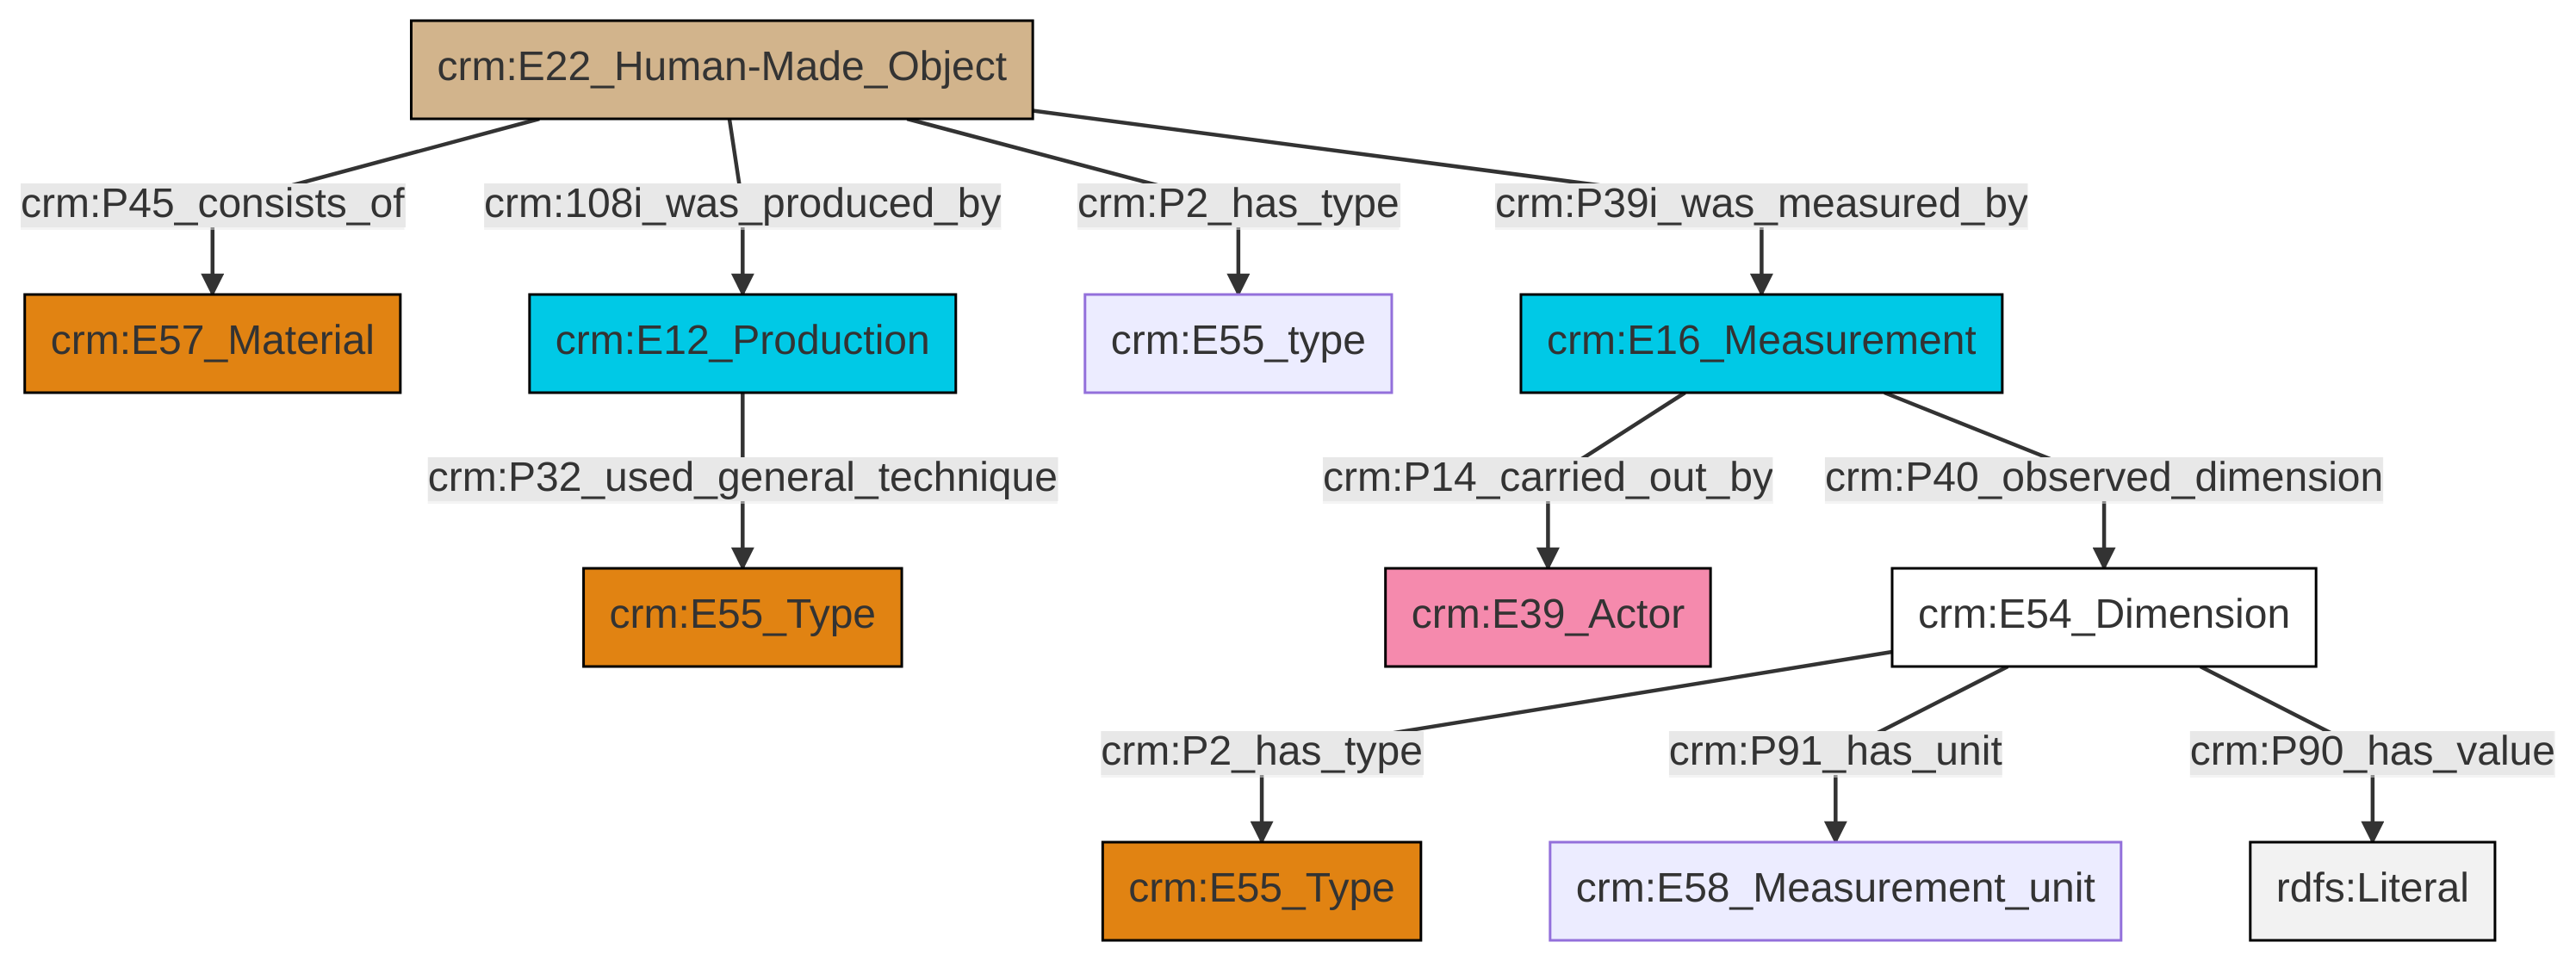 crm:E22_Human-Made_Object
crm:P45_consists_of
crm:108i_was_produced_by
crm:P2_has_type
crm:P39i_was_measured_by
crm:E57_Material
crm:E12_Production
crm:E55_type
crm:E16_Measurement
crm:P32_used_general_technique
crm:P14_carried_out_by
crm:P40_observed_dimension
crm:E55_Type
crm:E39_Actor
crm:E54_Dimension
crm:P2_has_type
crm:P91_has_unit
crm:P90_has_value
crm:E55_Type
crm:E58_Measurement_unit
rdfs:Literal